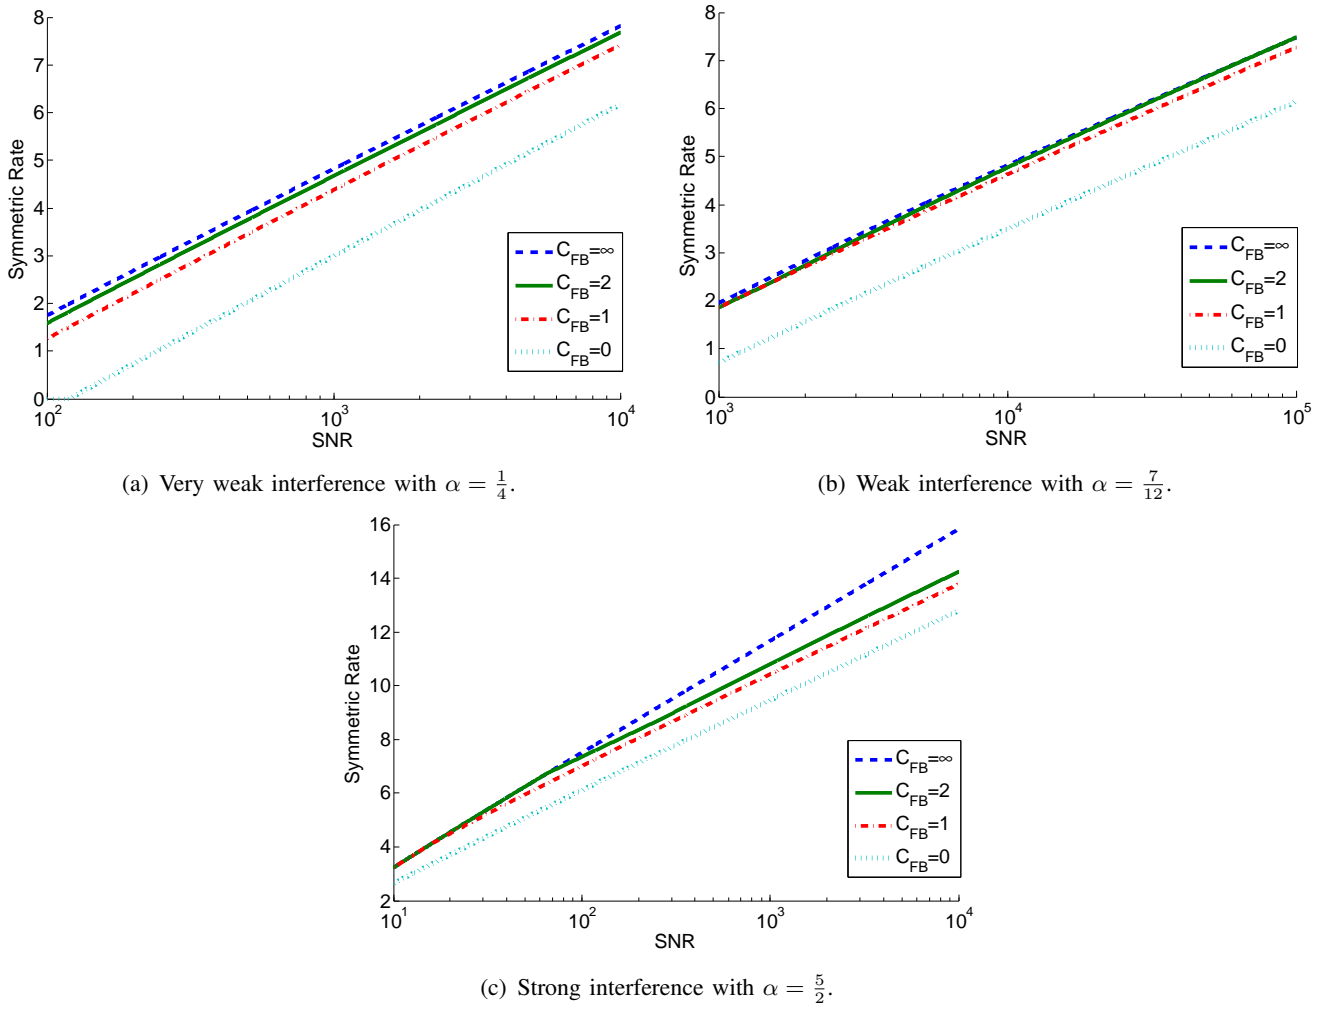 8
7
6
5
4
3
2
1
0
10^2
10^3
10^4
Symmetric Rate
SNR
C_FB=∞
C_FB=2
C_FB=1
C_FB=0
(a) Very weak interference with α = 1/4.
8
7
6
5
4
3
2
1
0
10^3
10^4
10^5
Symmetric Rate
SNR
C_FB=∞
C_FB=2
C_FB=1
C_FB=0
(b) Weak interference with α = 7/12.
16
14
12
10
8
6
4
2
10^1
10^2
10^3
10^4
Symmetric Rate
SNR
C_FB=∞
C_FB=2
C_FB=1
C_FB=0
(c) Strong interference with α = 5/2.